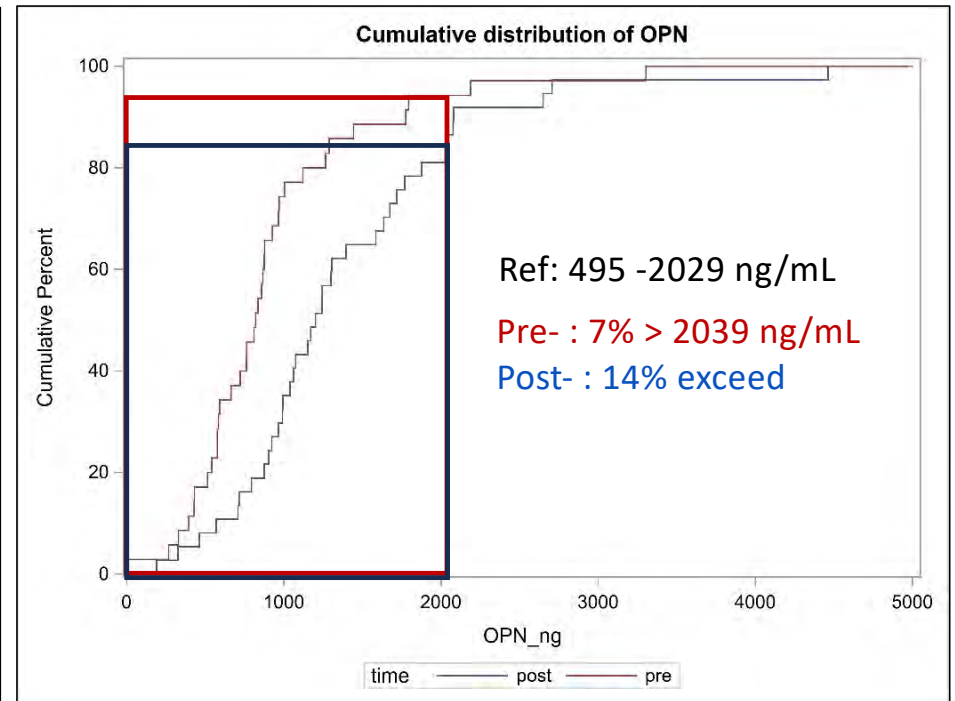 Cumulative distribution of OPN
100
80
60
40
20
0
Cumulative Percent
Ref: 495 -2029 ng/mL
Pre- : 7% > 2039 ng/mL
Post- : 14% exceed
0 1000 2000 3000 4000 5000
OPN_ng
time post pre